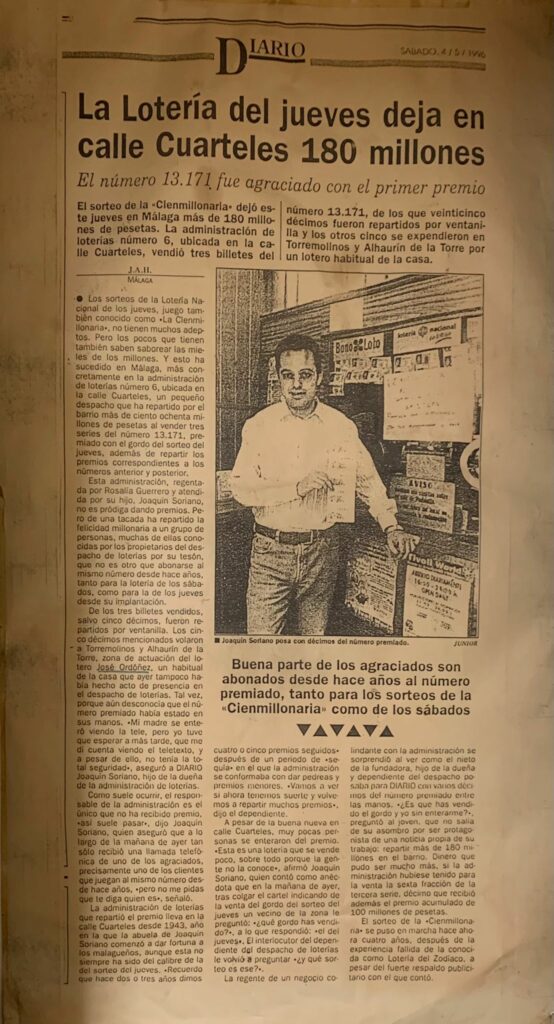 DIARIO
SABADO, 4/5/1996
La Lotería del jueves deja en
calle Cuarteles 180 millones
El número 13.171 fue agraciado con el primer premio
El sorteo de la «Cienmillonaria» dejó es-
te jueves en Málaga más de 180 millo-
nes de pesetas. La administración de
loterías número 6, ubicada en la ca-
lle Cuarteles, vendió tres billetes del
número 13.171, de los que veinticinco
décimos fueron repartidos por ventani-
lla y los otros cinco se expendieron en
Torremolinos y Alhaurín de la Torre por
un lotero habitual de la casa.
J.A.H.
MÁLAGA
● Los sorteos de la Lotería Na-
cional de los jueves, juego tam-
bién conocido como «La Cienmi-
llonaria», no tienen muchos adep-
tos. Pero los pocos que tienen
también saben saborear las mie-
les de los millones. Y esto ha
sucedido en Málaga, más con-
cretamente en la administración
de loterías número 6, ubicada en
la calle Cuarteles, un pequeño
despacho que ha repartido por el
barrio más de ciento ochenta mi-
llones de pesetas al vender tres
series del número 13.171, pre-
miado con el gordo del sorteo del
jueves, además de repartir los
premios correspondientes a los
números anterior y posterior.
Esta administración, regenta-
da por Rosalía Guerrero y atendi-
da por su hijo, Joaquín Soriano,
no es pródiga dando premios. Pe-
ro de una tacada ha repartido la
felicidad millonaria a un grupo de
personas, muchas de ellas cono-
cidas por los propietarios del des-
pacho de loterías por su tesón,
que no es otro que abonarse al
mismo número desde hace años,
tanto para la lotería de los sába-
dos, como para la de los jueves
desde su implantación.
De los tres billetes vendidos,
salvo cinco décimos, fueron re-
partidos por ventanilla. Los cin-
co décimos mencionados volaron
a Torremolinos y Alhaurín de la
Torre, zona de actuación del lo-
tero José Ordóñez, un habitual
de la casa que ayer tampoco ha-
bía hecho acto de presencia en
el despacho de loterías. Tal vez,
porque aún desconocía que el nú-
mero premiado había estado en
sus manos. «Mi madre se ente-
ró viendo la tele, pero yo tuve
que esperar a más tarde, que me
di cuenta viendo el teletexto, y
a pesar de ello, no tenía la to-
tal seguridad», aseguró a DIARIO
Joaquín Soriano, hijo de la dueña
de la administración de loterías.
Como suele ocurrir, el respon-
sable de la administración es el
único que no ha recibido premio,
«así suele pasar», dijo Joaquín
Soriano, quien aseguró que a lo
largo de la mañana de ayer tan
sólo recibió una llamada telefó-
nica de uno de los agraciados,
precisamente uno de los clientes
que juegan al mismo número des-
de hace años, «pero no me pidas
que te diga quien es», señaló.
La administración de loterías
que repartió el premio lleva en la
calle Cuarteles desde 1943, año
en la que la abuela de Joaquín
Soriano comenzó a dar fortuna a
los malagueños, aunque esta no
siempre ha sido del calibre de la
del sorteo del jueves. «Recuerdo
que hace dos o tres años dimos
Bono Loto
lotería nacional
AVISO
■ Joaquín Soriano posa con décimos del número premiado.
JUNIOR
Buena parte de los agraciados son
abonados desde hace años al número
premiado, tanto para los sorteos de la
«Cienmillonaria» como de los sábados
cuatro o cinco premios seguidos»
después de un período de «se-
quía» en el que la administración
se conformaba con dar pedreas y
premios menores. «Vamos a ver
si ahora tenemos suerte y volve-
mos a repartir muchos premios»,
dijo el dependiente.
A pesar de la buena nueva en
calle Cuarteles, muy pocas per-
sonas se enteraron del premio.
«Esta es una lotería que se vende
poco, sobre todo porque la gen-
te no la conoce», afirmó Joaquín
Soriano, quien contó como anéc-
dota que en la mañana de ayer,
tras colgar el cartel indicando de
la venta del gordo del sorteo del
jueves un vecino de la zona le
preguntó: «¿qué gordo has vendi-
do?», a lo que respondió: «el del
jueves». El interlocutor del depen-
diente del despacho de loterías
le volvió a preguntar «¿y qué sor-
teo es ese?».
La regente de un negocio co-
lindante con la administración se
sorprendió al ver como el nieto
de la fundadora, hijo de la dueña
y dependiente del despacho posa-
ba para DIARIO con varios déci-
mos del número premiado entre
las manos. «¿Es que has vendi-
do el gordo y yo sin enterarme?»,
preguntó al joven, que no salía
de su asombro por ser protagonis-
ta de una noticia propia de su
trabajo: repartir más de 180 mi-
llones en el barrio. Dinero que
pudo ser mucho más, si la admi-
nistración hubiese tenido para
la venta la sexta fracción de la
tercera serie, décimo que recibió
además el premio acumulado de
100 millones de pesetas.
El sorteo de la «Cienmillona-
ria» se puso en marcha hace aho-
ra cuatro años, después de la
experiencia fallida de la conoci-
da como Lotería del Zodíaco, a
pesar del fuerte respaldo publici-
tario con el que contó.